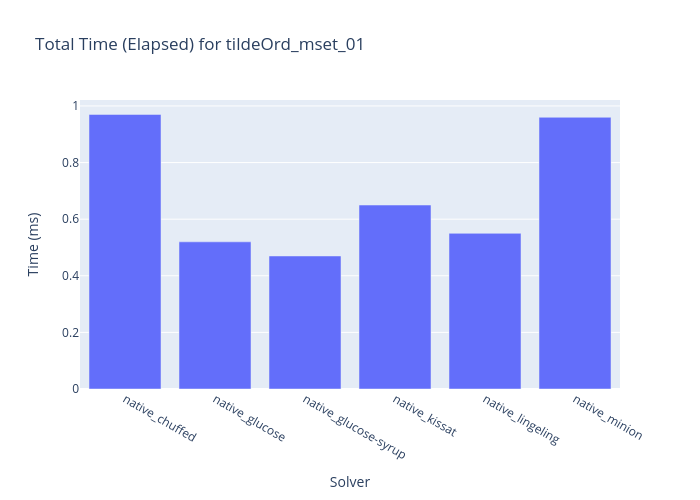 Total Time (Elapsed) for tildeOrd_mset_01
Time (ms)
1
0.8
0.6
0.4
0.2
0
native_chuffed
native_glucose
native_glucose-syrup
native_kissat
native_lingeling
native_minion
Solver